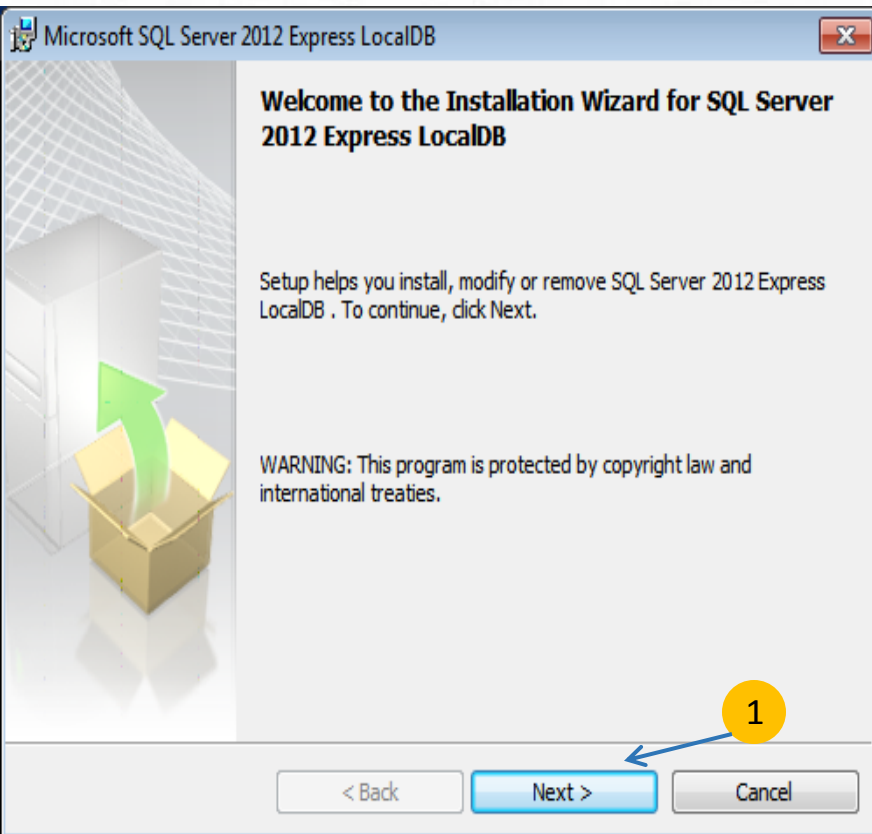 Microsoft SQL Server 2012 Express LocalDB
Welcome to the Installation Wizard for SQL Server
2012 Express LocalDB
Setup helps you install, modify or remove SQL Server 2012 Express
LocalDB . To continue, click Next.
WARNING: This program is protected by copyright law and
international treaties.
1
< Back
Next >
Cancel